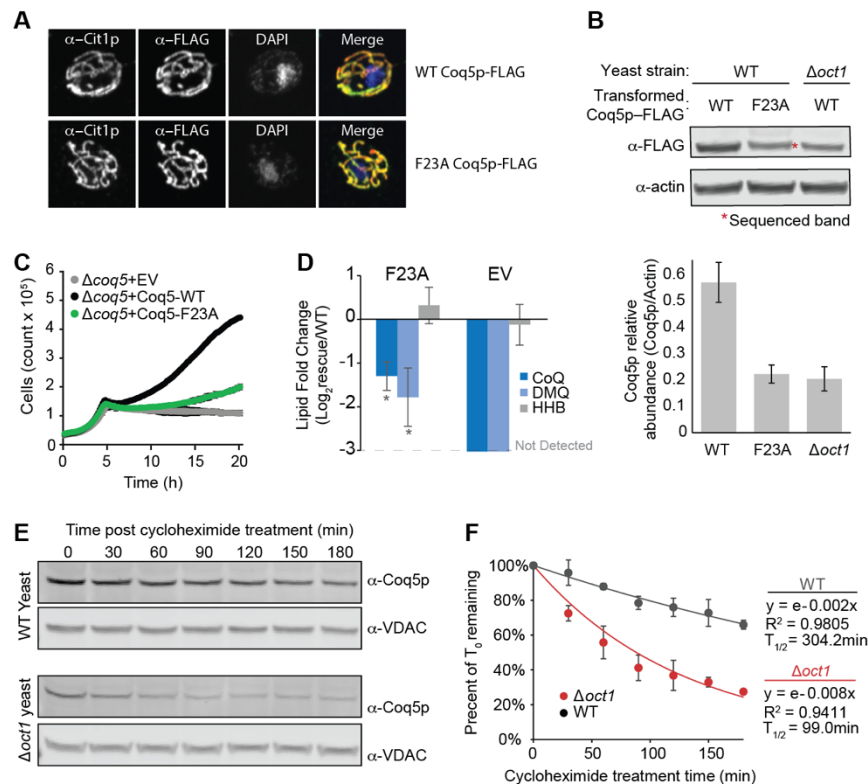 A
α–Cit1p α–FLAG DAPI Merge
WT Coq5p-FLAG
α–Cit1p α–FLAG DAPI Merge
F23A Coq5p-FLAG
B
Yeast strain: WT Δoct1
Transformed
Coq5p–FLAG : WT F23A WT
α-FLAG
*
α-actin
*Sequenced band
Coq5p relative
abundance (Coq5p/Actin)
0.6
0.4
0.2
0
WT F23A Δoct1
C
Cells (count x 10⁵)
Δcoq5+EV
Δcoq5+Coq5-WT
Δcoq5+Coq5-F23A
6
5
4
3
2
1
0
0 5 10 15 20
Time (h)
D
F23A EV
Lipid Fold Change
(Log₂rescue/WT)
1
0
-1
-2
-3
* *
CoQ
DMQ
HHB
Not Detected
E
Time post cycloheximide treatment (min)
0 30 60 90 120 150 180
WT Yeast
α-Coq5p
α-VDAC
Δoct1 yeast
α-Coq5p
α-VDAC
F
Precent of T₀ remaining
100%
80%
60%
40%
20%
0%
Δoct1
WT
0 50 100 150
Cycloheximide treatment time (min)
WT
y = e-0.002x
R² = 0.9805
T1/2 = 304.2min
Δoct1
y = e-0.008x
R² = 0.9411
T1/2 = 99.0min